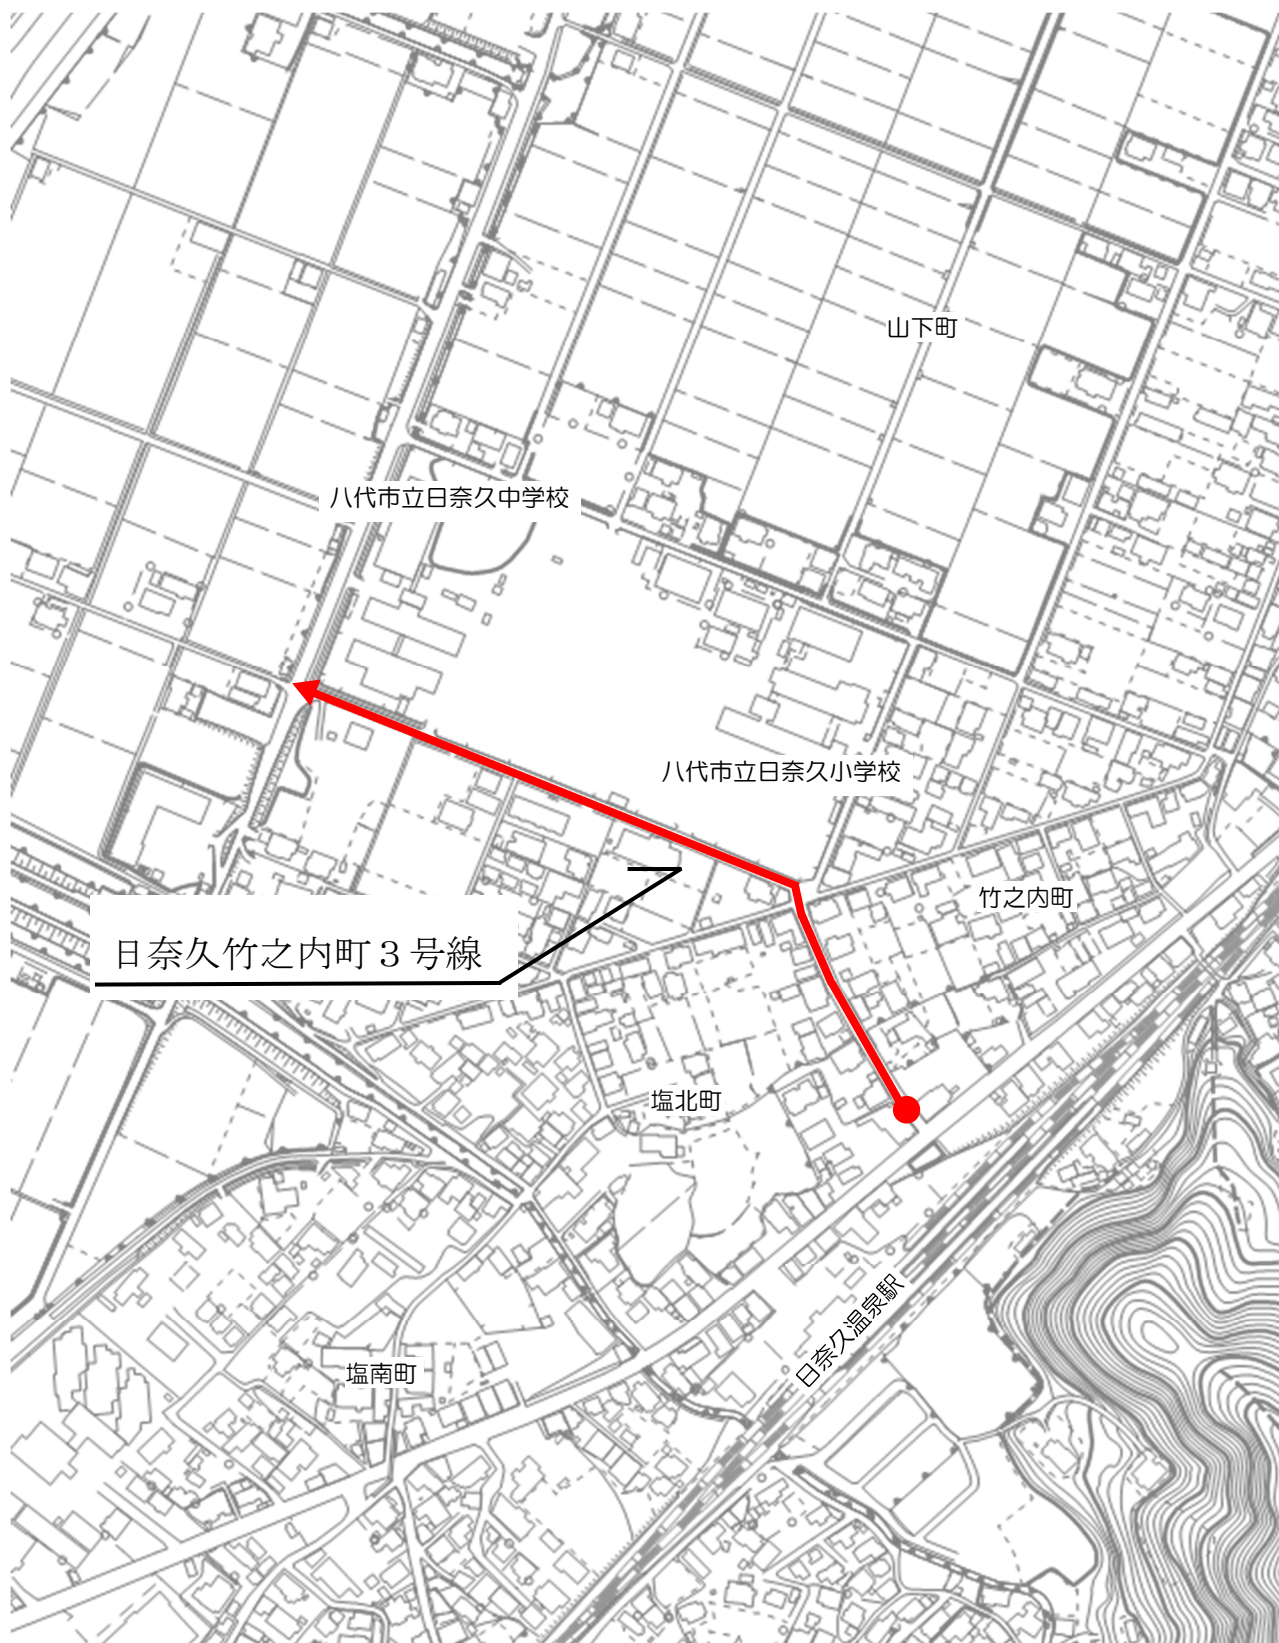 山下町
八代市立日奈久中学校
八代市立日奈久小学校
竹之内町
日奈久竹之内町３号線
塩北町
日奈久温泉駅
塩南町